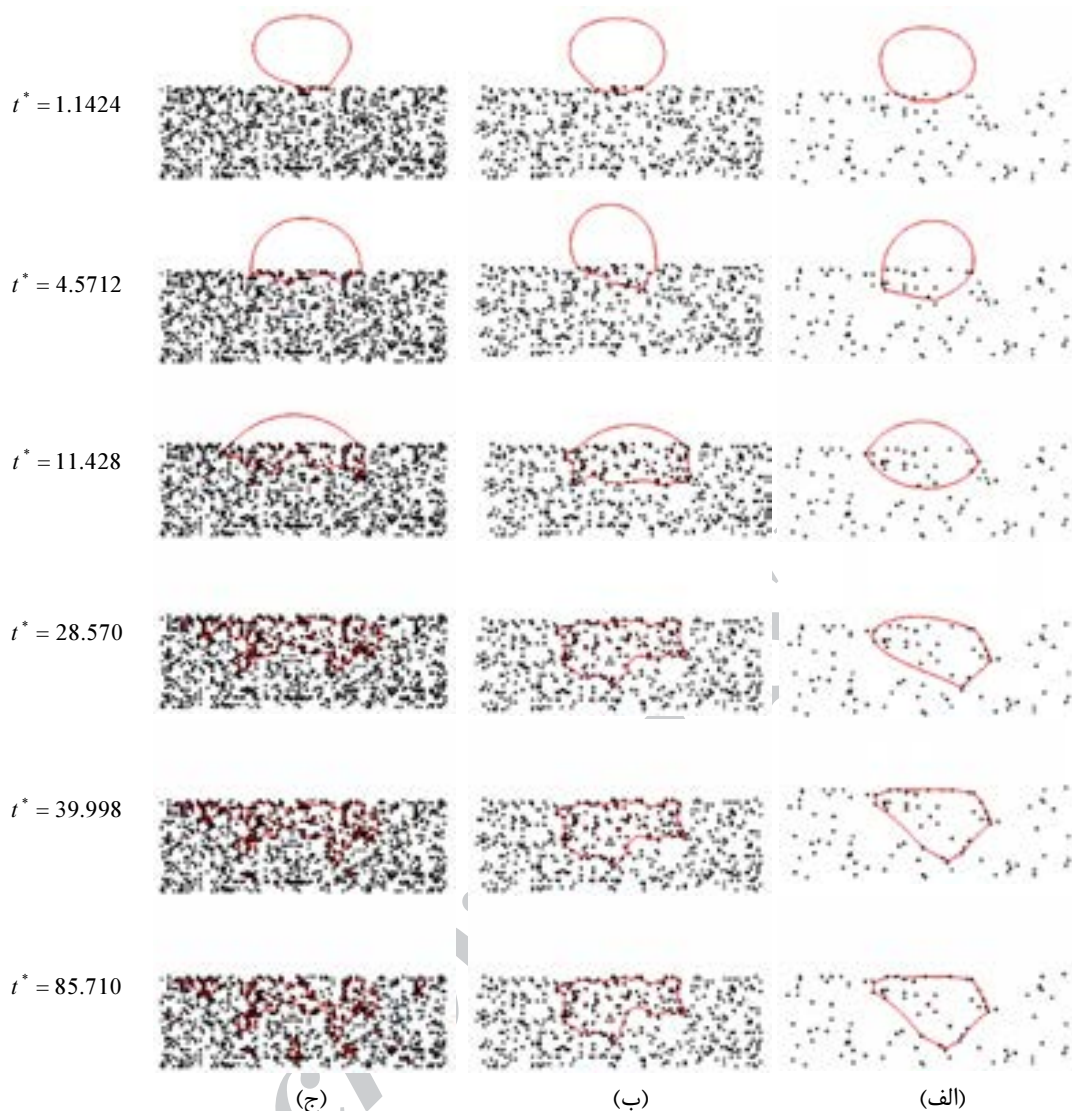 t* = 1.1424
t* = 4.5712
t* = 11.428
t* = 28.570
t* = 39.998
t* = 85.710
(الف) (ب) (ج)